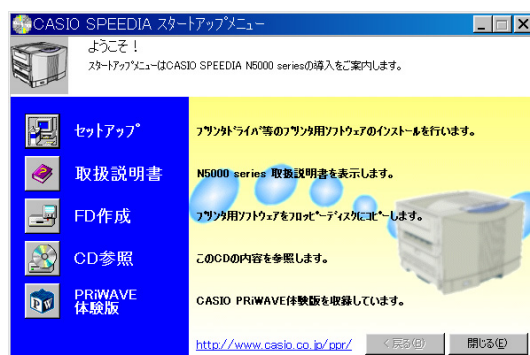 CASIO SPEEDIA スタートアップメニュー
ようこそ！
スタートアップメニューはCASIO SPEEDIA N5000 seriesの導入をご案内します。
セットアップ
プリンタドライバ等のプリンタ用ソフトウェアのインストールを行います。
取扱説明書
N5000 series 取扱説明書を表示します。
FD作成
プリンタ用ソフトウェアをフロッピーディスクにコピーします。
CD参照
このCDの内容を参照します。
PRiWAVE
体験版
CASIO PRiWAVE体験版を収録しています。
http://www.casio.co.jp/ppr/
＜戻る(B)
閉じる(E)